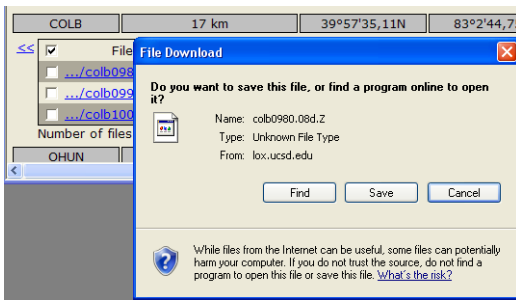 COLB 17 km 39º57'35,11N 83º2'44,7
<< File
.../colb098
.../colb099
.../colb100
Number of files
OHUN
File Download
Do you want to save this file, or find a program online to open
it?
Name: colb0980.08d.Z
Type: Unknown File Type
From: lox.ucsd.edu
Find Save Cancel
While files from the Internet can be useful, some files can potentially
harm your computer. If you do not trust the source, do not find a
program to open this file or save this file. What's the risk?